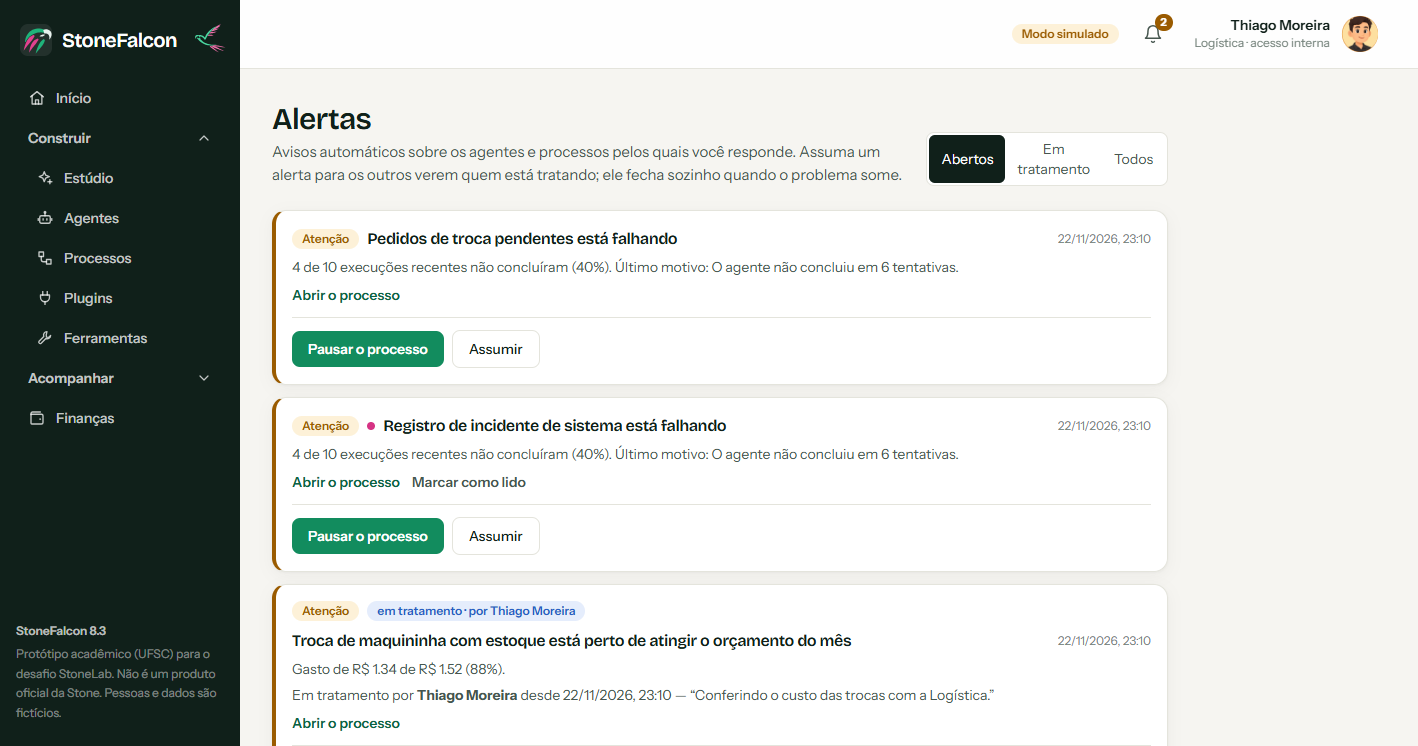 StoneFalcon
Início
Construir
Estúdio
Agentes
Processos
Plugins
Ferramentas
Acompanhar
Finanças
StoneFalcon 8.3
Protótipo acadêmico (UFSC) para o
desafio StoneLab. Não é um produto
oficial da Stone. Pessoas e dados são
fictícios.
Modo simulado
2
Thiago Moreira
Logística · acesso interna
Alertas
Avisos automáticos sobre os agentes e processos pelos quais você responde. Assuma um
alerta para os outros verem quem está tratando; ele fecha sozinho quando o problema some.
Abertos
Em
tratamento
Todos
Atenção Pedidos de troca pendentes está falhando 22/11/2026, 23:10
4 de 10 execuções recentes não concluíram (40%). Último motivo: O agente não concluiu em 6 tentativas.
Abrir o processo
Pausar o processo Assumir
Atenção Registro de incidente de sistema está falhando 22/11/2026, 23:10
4 de 10 execuções recentes não concluíram (40%). Último motivo: O agente não concluiu em 6 tentativas.
Abrir o processo Marcar como lido
Pausar o processo Assumir
Atenção em tratamento · por Thiago Moreira
Troca de maquininha com estoque está perto de atingir o orçamento do mês 22/11/2026, 23:10
Gasto de R$ 1.34 de R$ 1.52 (88%).
Em tratamento por Thiago Moreira desde 22/11/2026, 23:10 — “Conferindo o custo das trocas com a Logística.”
Abrir o processo